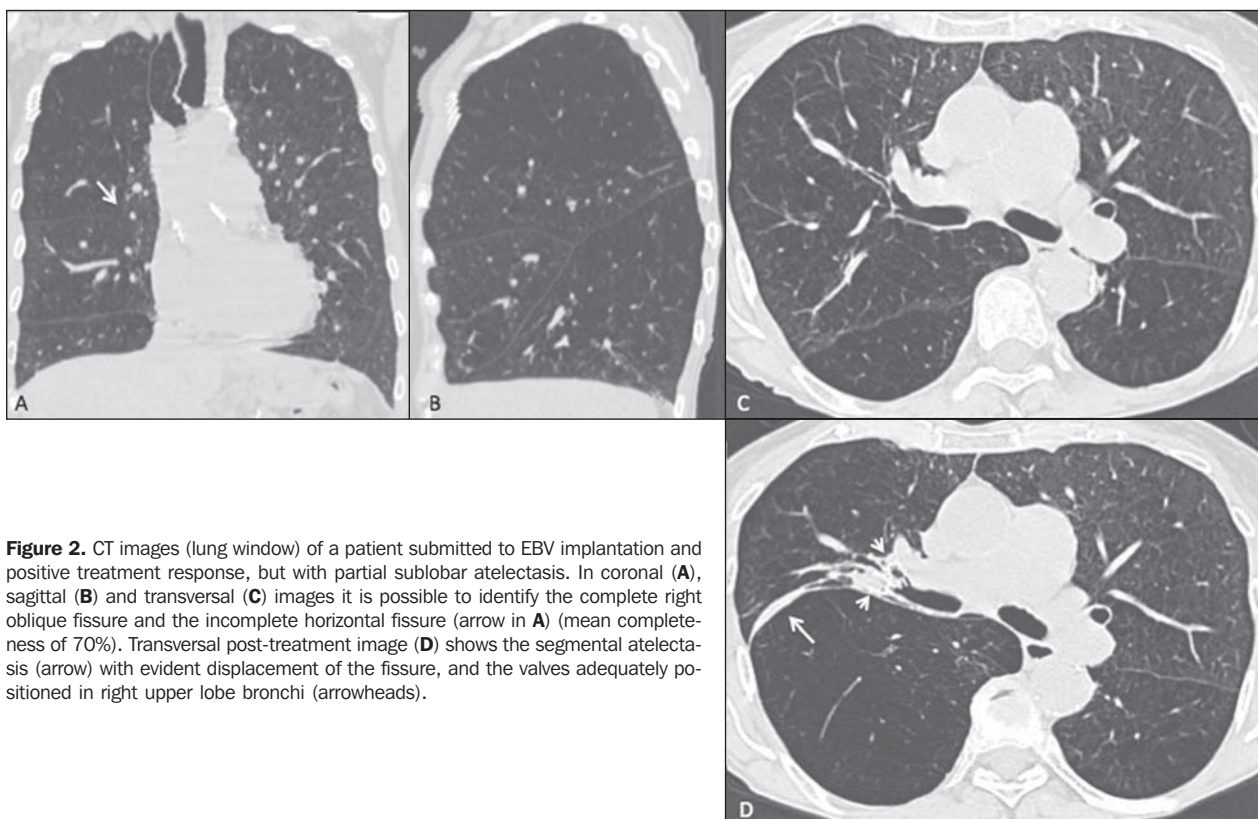 A
B
C
D
Figure 2. CT images (lung window) of a patient submitted to EBV implantation and
positive treatment response, but with partial sublobar atelectasis. In coronal (A),
sagittal (B) and transversal (C) images it is possible to identify the complete right
oblique fissure and the incomplete horizontal fissure (arrow in A) (mean complete-
ness of 70%). Transversal post-treatment image (D) shows the segmental atelecta-
sis (arrow) with evident displacement of the fissure, and the valves adequately po-
sitioned in right upper lobe bronchi (arrowheads).